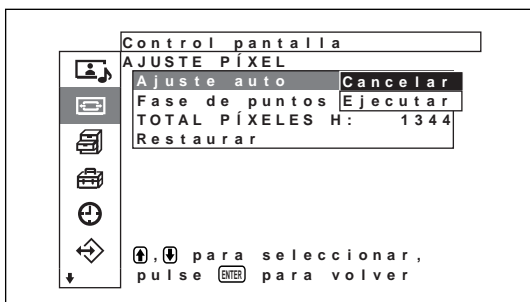 Control pantalla
AJUSTE PÍXEL
Ajuste auto Cancelar
Fase de puntos Ejecutar
TOTAL PÍXELES H: 1344
Restaurar
, para seleccionar,
pulse ENTER para volver